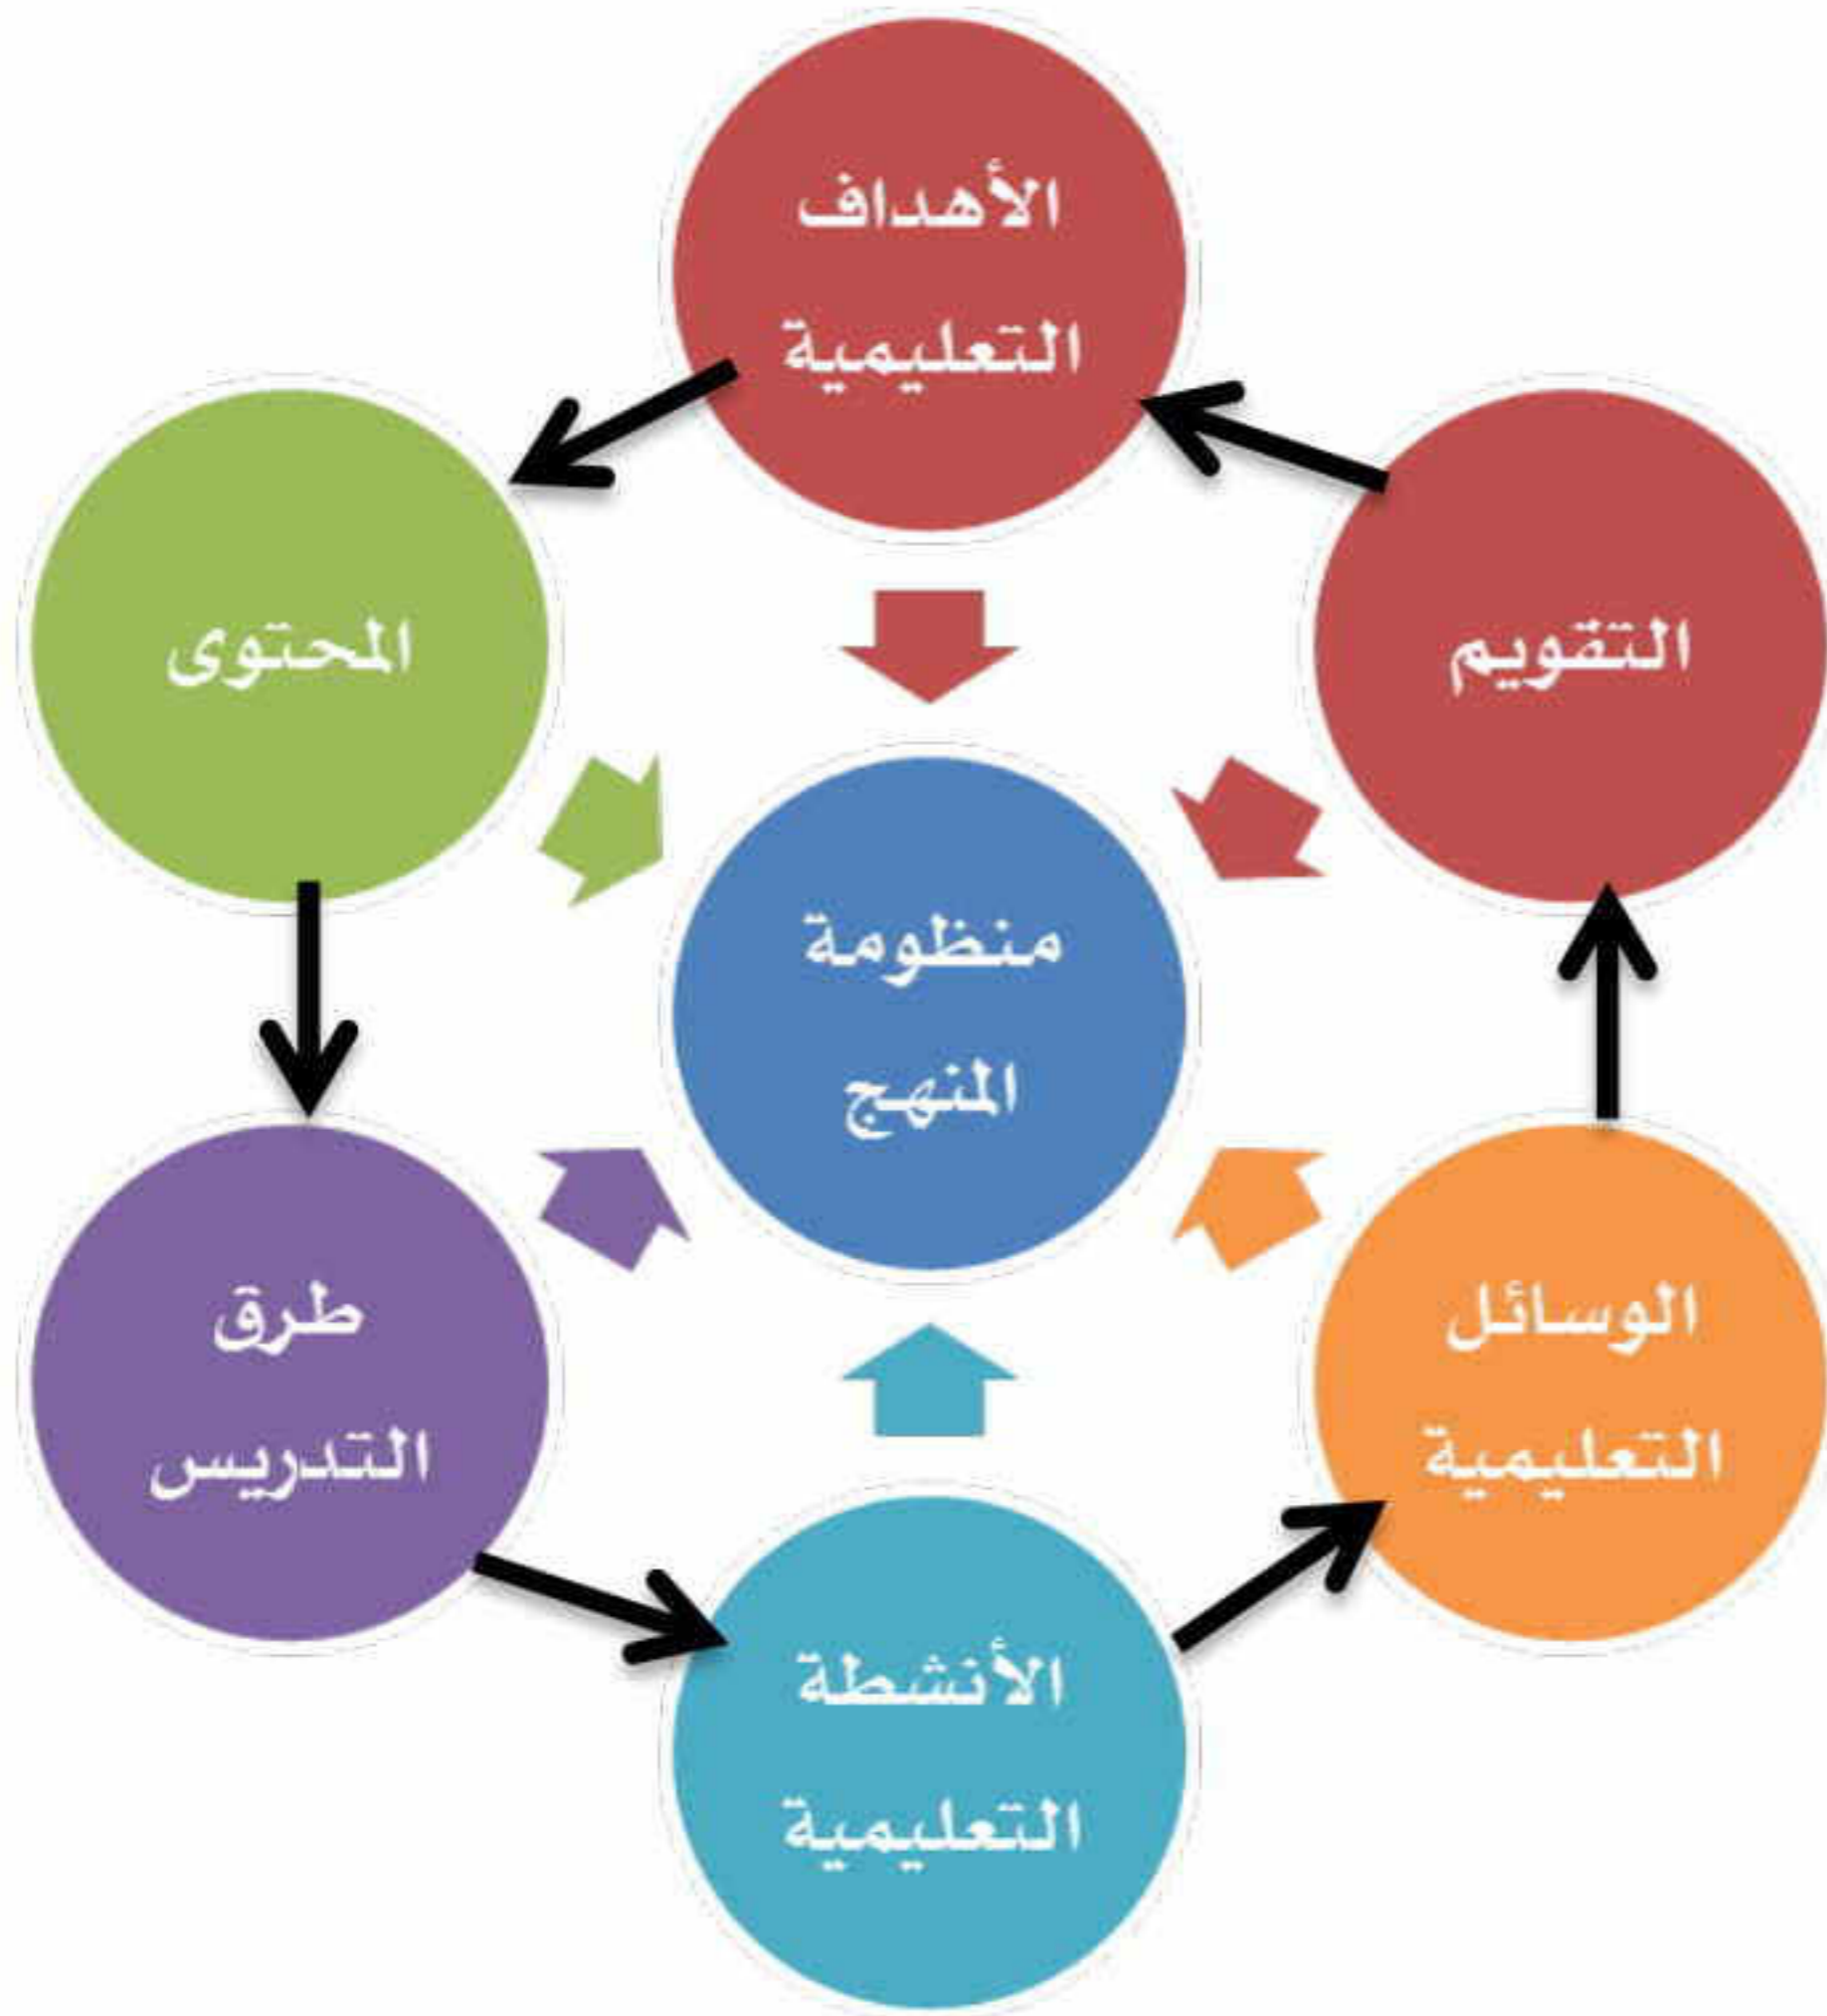 الأهداف
التعليمية
المحتوى
طرق
التدريس
الأنشطة
التعليمية
الوسائل
التعليمية
التقويم
منظومة
المنهج